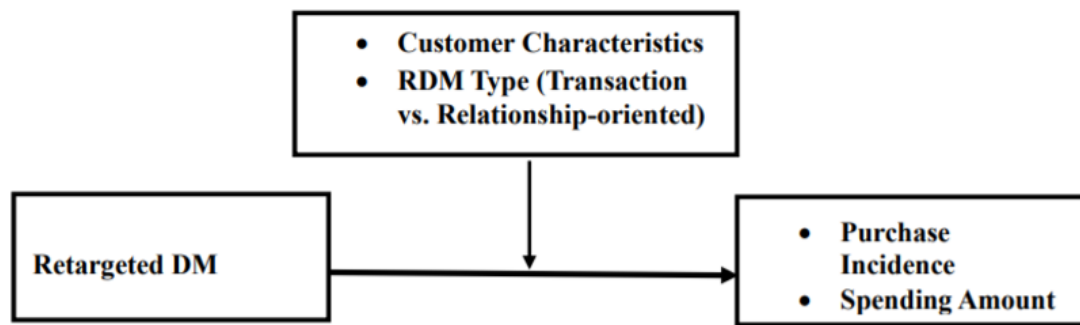 • Customer Characteristics
• RDM Type (Transaction
vs. Relationship-oriented)
Retargeted DM
• Purchase
Incidence
• Spending Amount